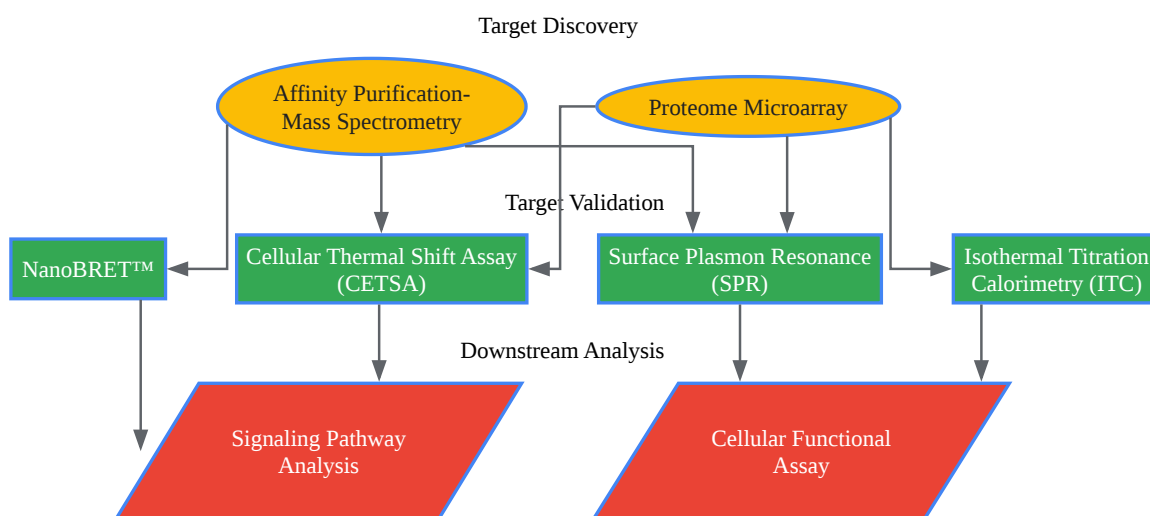 Target Discovery
Affinity Purification-
Mass Spectrometry
Proteome Microarray
Target Validation
NanoBRET™
Cellular Thermal Shift Assay
(CETSA)
Surface Plasmon Resonance
(SPR)
Isothermal Titration
Calorimetry (ITC)
Downstream Analysis
Signaling Pathway
Analysis
Cellular Functional
Assay